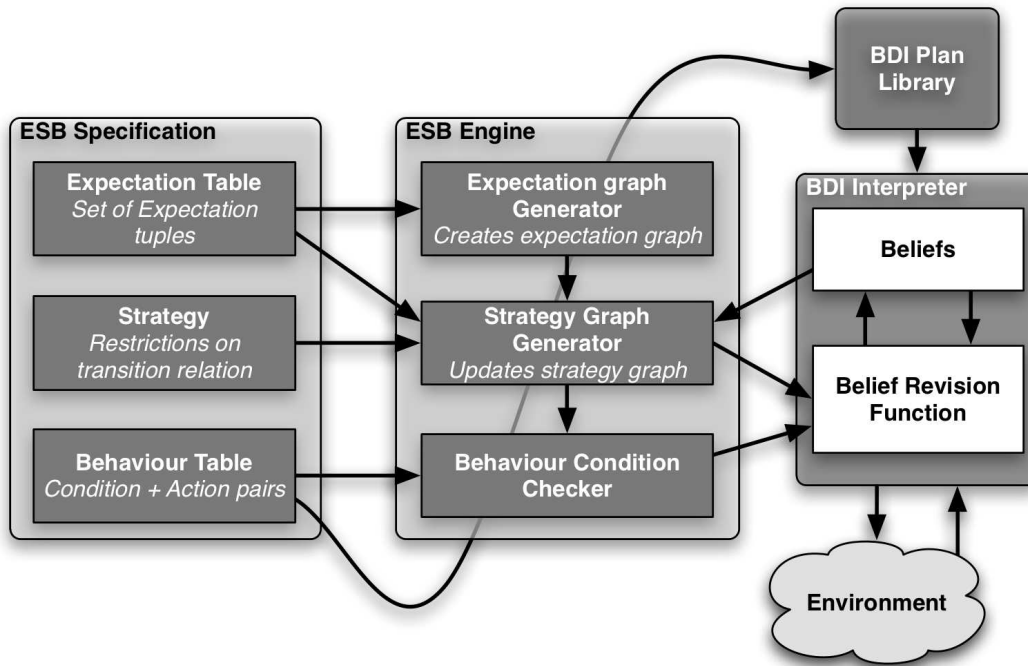 ESB Specification
Expectation Table
Set of Expectation
tuples
Strategy
Restrictions on
transition relation
Behaviour Table
Condition + Action pairs
ESB Engine
Expectation graph
Generator
Creates expectation graph
Strategy Graph
Generator
Updates strategy graph
Behaviour Condition
Checker
BDI Plan
Library
BDI Interpreter
Beliefs
Belief Revision
Function
Environment